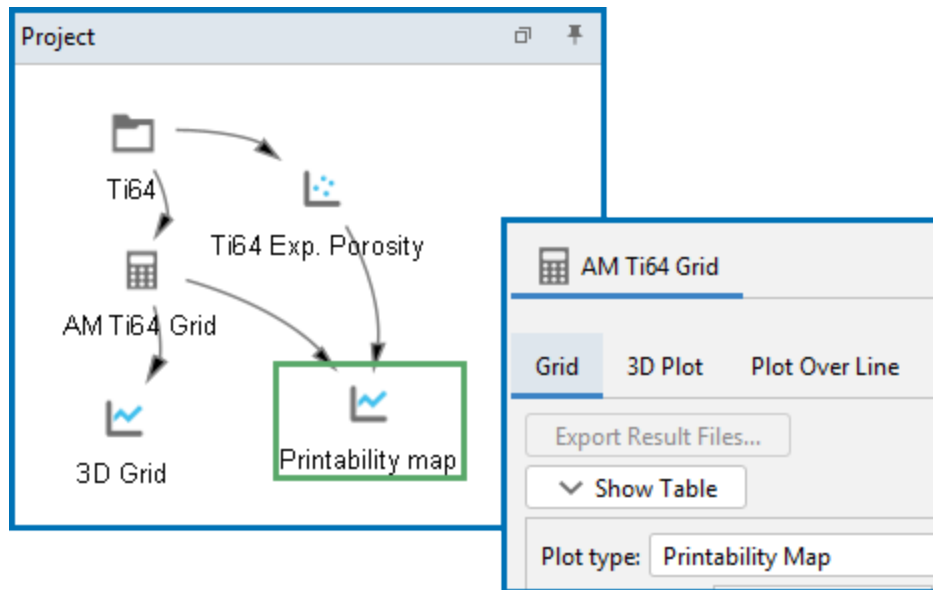 Project
Ti64
Ti64 Exp. Porosity
AM Ti64 Grid
3D Grid
Printability map
AM Ti64 Grid
Grid
3D Plot
Plot Over Line
Export Result Files...
Show Table
Plot type:
Printability Map